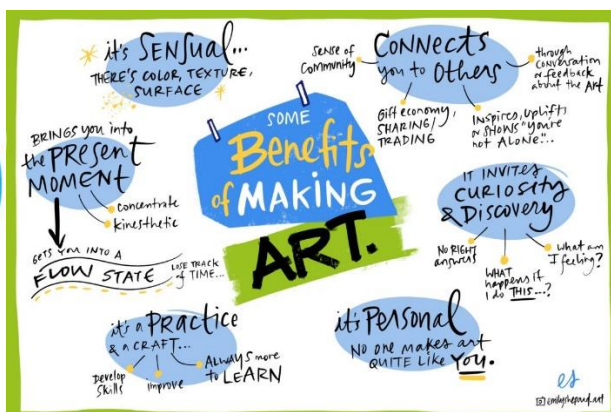 SOME
Benefits
of MAKING
ART.
it's SENSUAL...
THERE'S COLOR, TEXTURE,
SURFACE
CONNECTS
you to Others
SENSE OF
COMMUNITY
Gift economy,
SHARING/
TRADING
Inspires, uplifts
or SHOWS "you're
not ALONE"...
through
CONVERSATION
or feedback
about the Art
BRINGS YOU INTO
the PRESENT
MOMENT
concentrate
kinesthetic
GETS YOU INTO A
FLOW STATE
LOSE TRACK
of TIME...
IT INVITES
CURIOSITY
& Discovery
NO RIGHT
answers
WHAT
happens if
I do THIS...?
What am
I feeling?
it's a PRACTICE
& a CRAFT...
Develop
Skills
improve
ALWAYS more
to LEARN
it's PERSONAL
NO one makes art
QUITE LIKE YOU.
es
emilyshepard.art